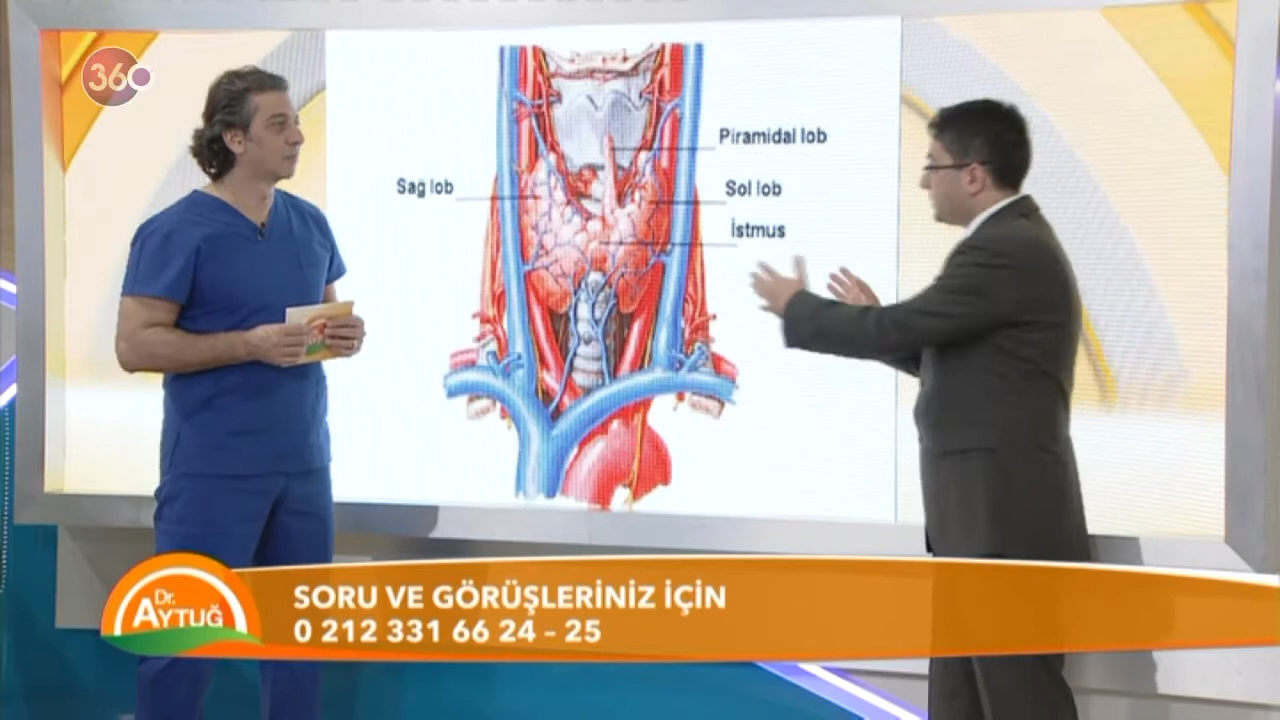 360
Piramidal lob
Sağ lob
Sol lob
İstmus
Dr.
AYTUĞ
SORU VE GÖRÜŞLERİNİZ İÇİN
0 212 331 66 24 - 25